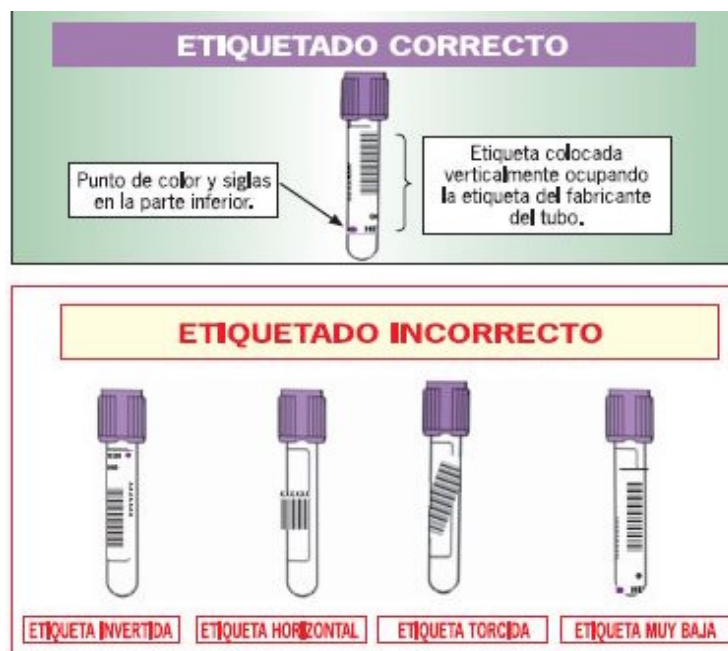 ETIQUETADO CORRECTO
Punto de color y siglas
en la parte inferior.
Etiqueta colocada
verticalmente ocupando
la etiqueta del fabricante
del tubo.
ETIQUETADO INCORRECTO
ETIQUETA INVERTIDA
ETIQUETA HORIZONTAL
ETIQUETA TORCIDA
ETIQUETA MUY BAJA